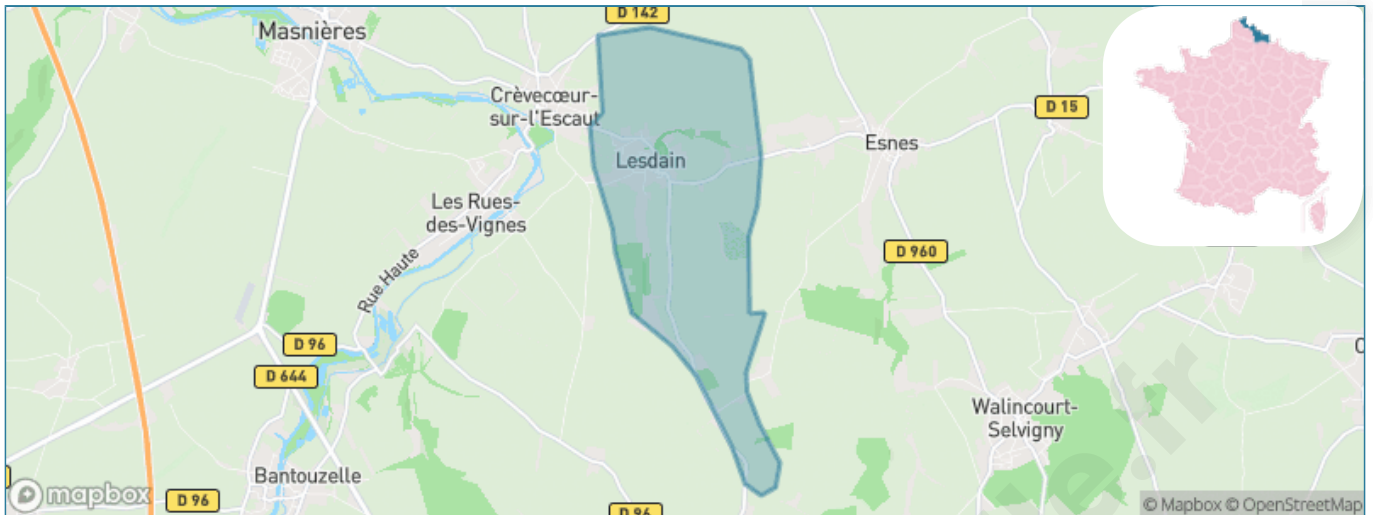 D 142
Masnières
Crèvecœur-
sur-l'Escaut
D 15
Esnes
Lesdain
Les Rues-
des-Vignes
D 960
Rue Haute
D 96
D 644
Walincourt-
Selvigny
Bantouzelle
D 96
D 96
mapbox
© Mapbox © OpenStreetMap